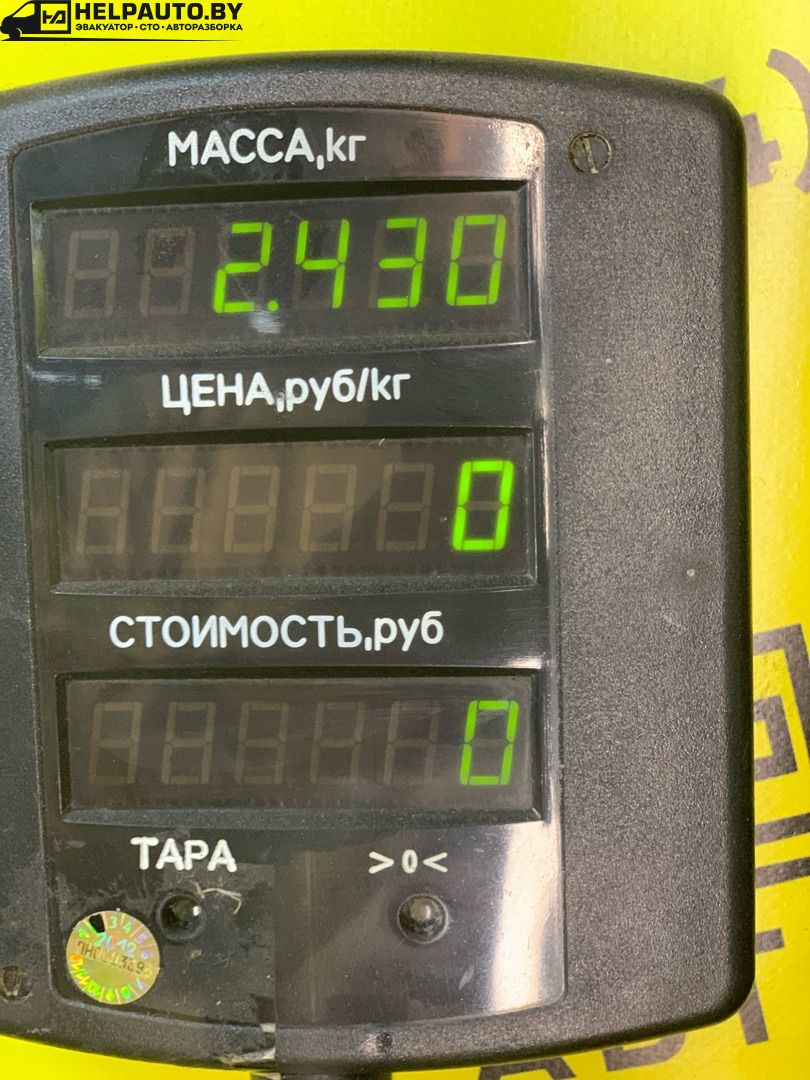 HELPAUTO.BY
ЭВАКУАТОР • СТО • АВТОРАЗБОРКА
МАССА,кг
2.430
ЦЕНА,руб/кг
0
СТОИМОСТЬ,руб
0
ТАРА >0<